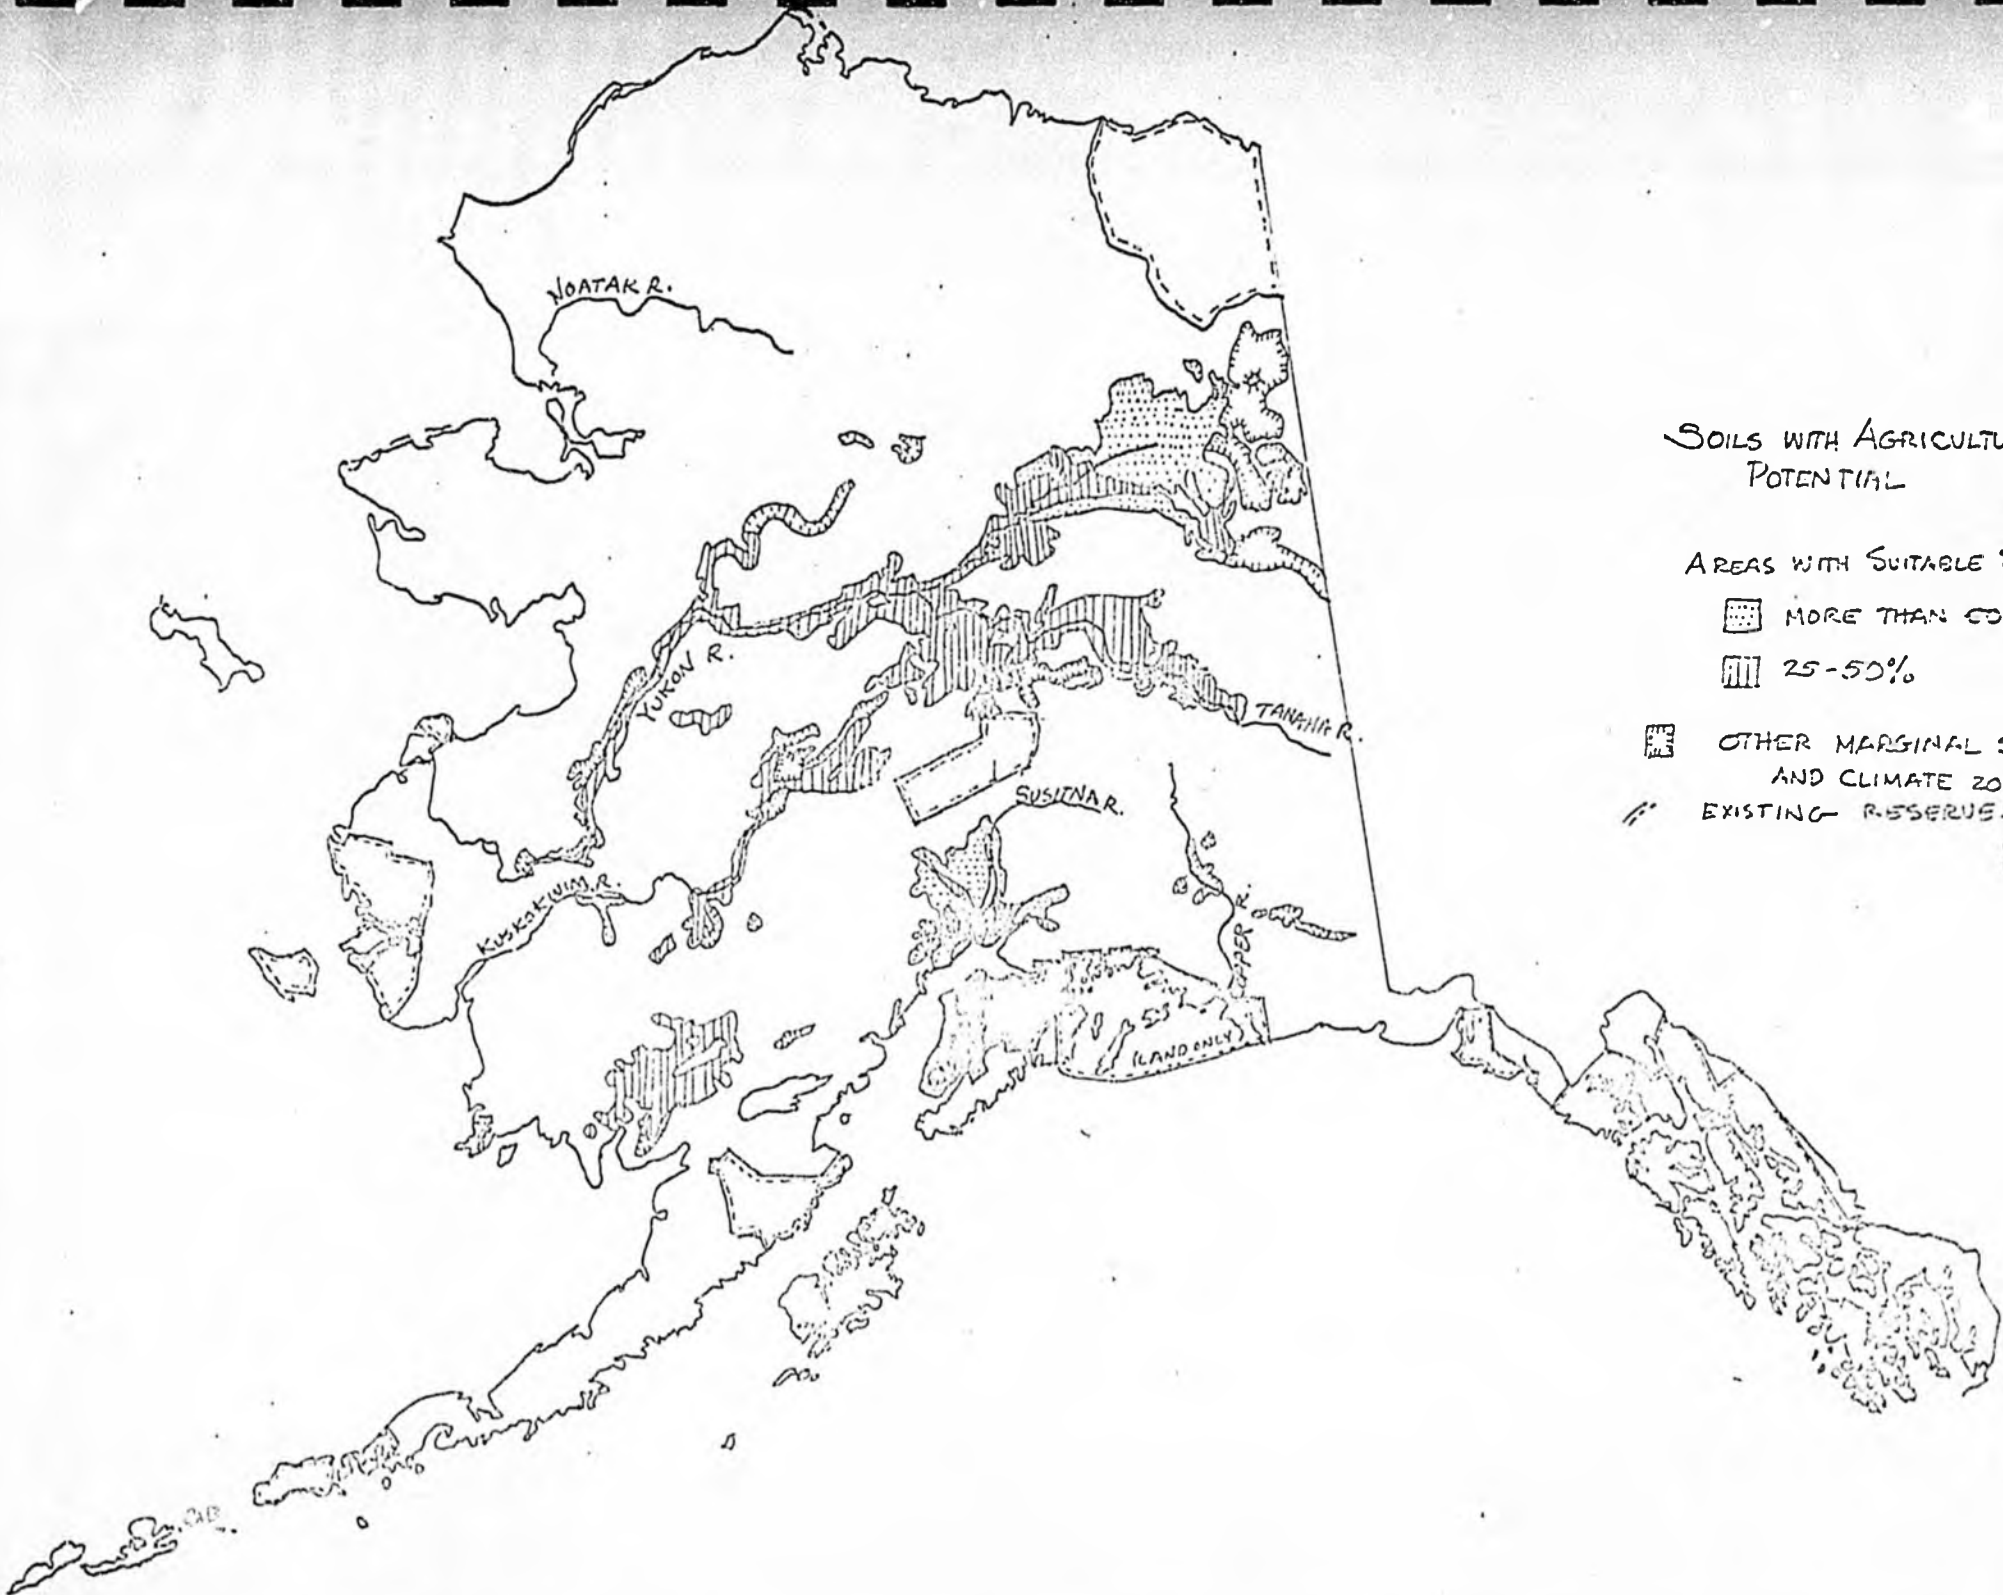 NOATAK R.
SOILS WITH AGRICULTU
POTENTIAL
AREAS WITH SUITABLE
MORE THAN
25-50%
YUKON R.
TANANA R.
OTHER MARGINAL S
AND CLIMATE ZO
EXISTING RESERVE
SUSITNA R.
KUSKOKWIM R.
COPPER R.
(LAND ONLY)